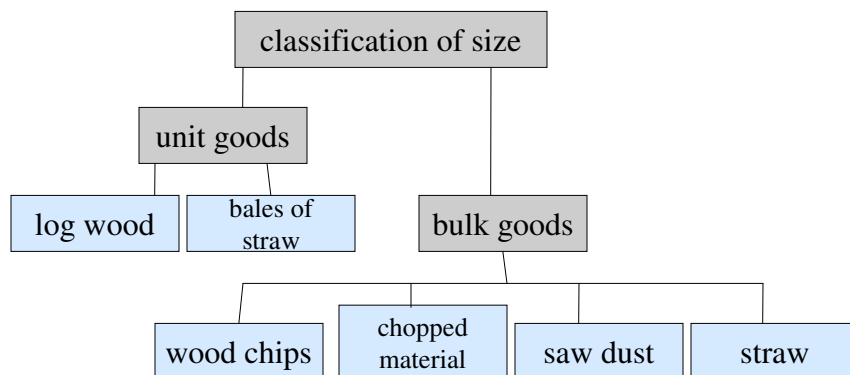 classification of size
unit goods
log wood
bales of
straw
bulk goods
wood chips
chopped
material
saw dust
straw